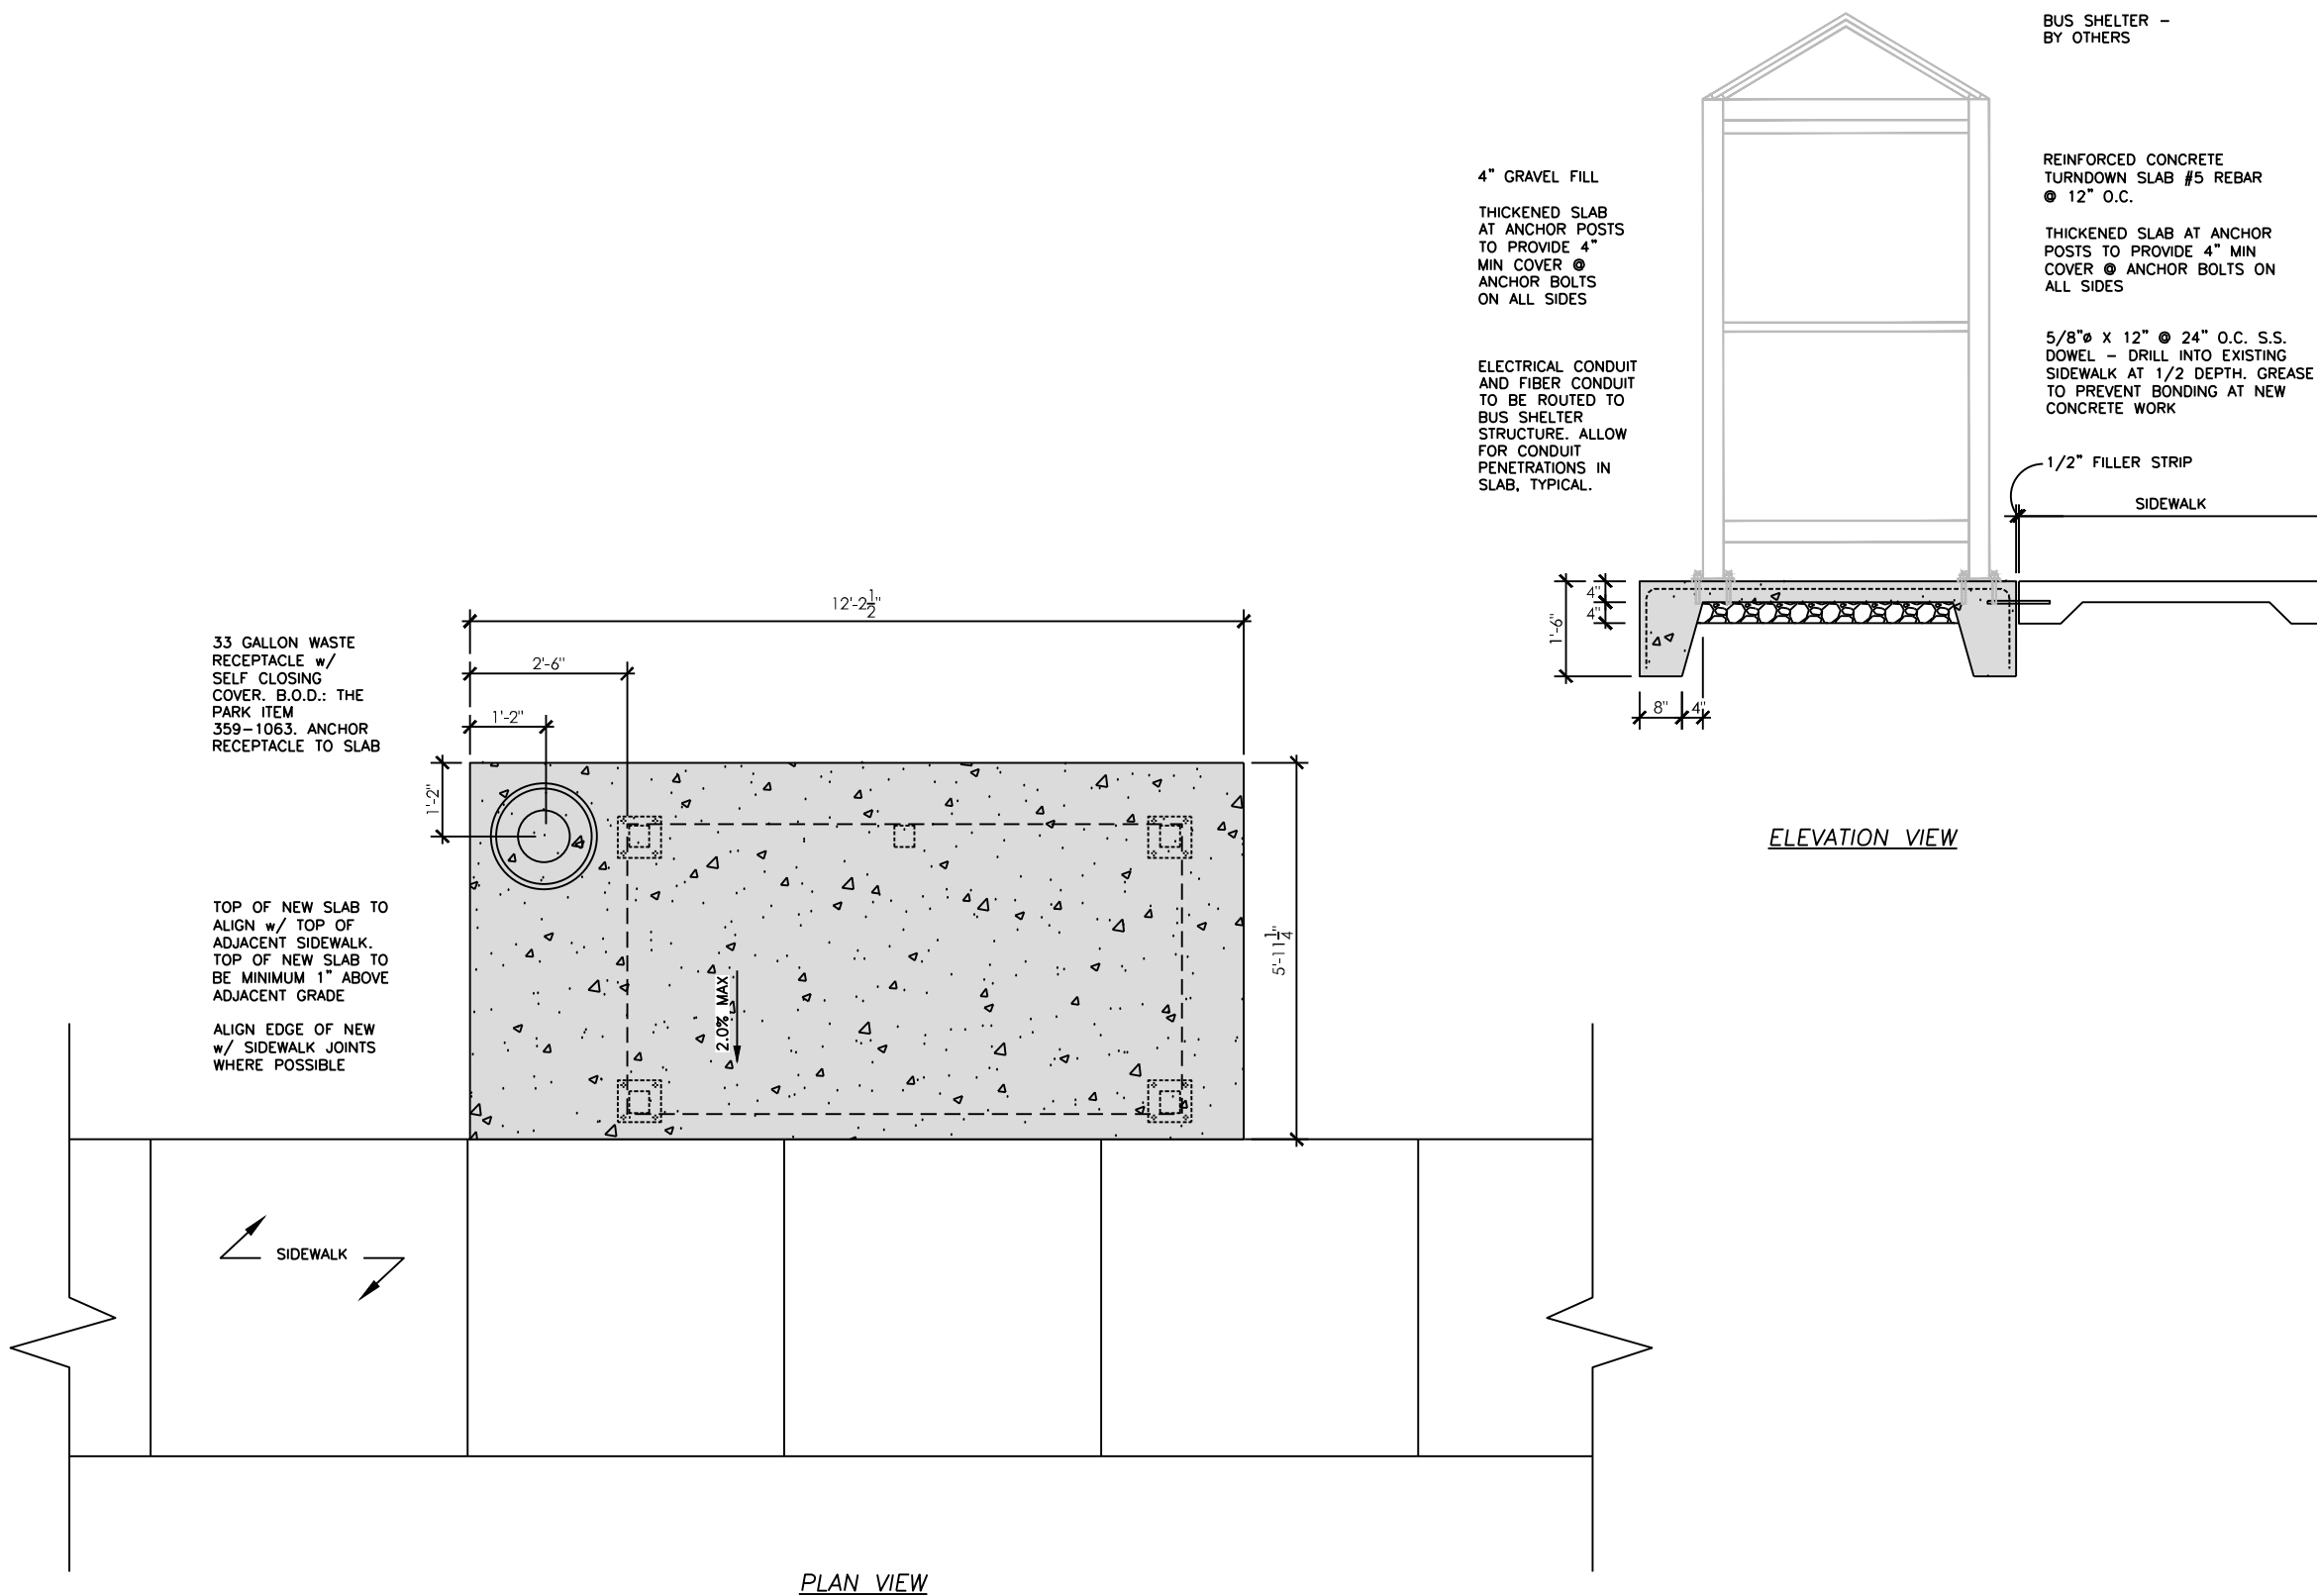 BUS SHELTER –
BY OTHERS
4" GRAVEL FILL
THICKENED SLAB
AT ANCHOR POSTS
TO PROVIDE 4"
MIN COVER @
ANCHOR BOLTS
ON ALL SIDES
ELECTRICAL CONDUIT
AND FIBER CONDUIT
TO BE ROUTED TO
BUS SHELTER
STRUCTURE. ALLOW
FOR CONDUIT
PENETRATIONS IN
SLAB, TYPICAL.
REINFORCED CONCRETE
TURNDOWN SLAB #5 REBAR
@ 12" O.C.
THICKENED SLAB AT ANCHOR
POSTS TO PROVIDE 4" MIN
COVER @ ANCHOR BOLTS ON
ALL SIDES
5/8"ø X 12" @ 24" O.C. S.S.
DOWEL – DRILL INTO EXISTING
SIDEWALK AT 1/2 DEPTH. GREASE
TO PREVENT BONDING AT NEW
CONCRETE WORK
1/2" FILLER STRIP
SIDEWALK
1'-6"
4"
4"
8"
4"
ELEVATION VIEW
12'-2 1/2"
2'-6"
1'-2"
1'-2"
5'-11 1/4"
33 GALLON WASTE
RECEPTACLE w/
SELF CLOSING
COVER. B.O.D.: THE
PARK ITEM
359–1063. ANCHOR
RECEPTACLE TO SLAB
TOP OF NEW SLAB TO
ALIGN w/ TOP OF
ADJACENT SIDEWALK.
TOP OF NEW SLAB TO
BE MINIMUM 1" ABOVE
ADJACENT GRADE
ALIGN EDGE OF NEW
w/ SIDEWALK JOINTS
WHERE POSSIBLE
2.0% MAX
SIDEWALK
PLAN VIEW